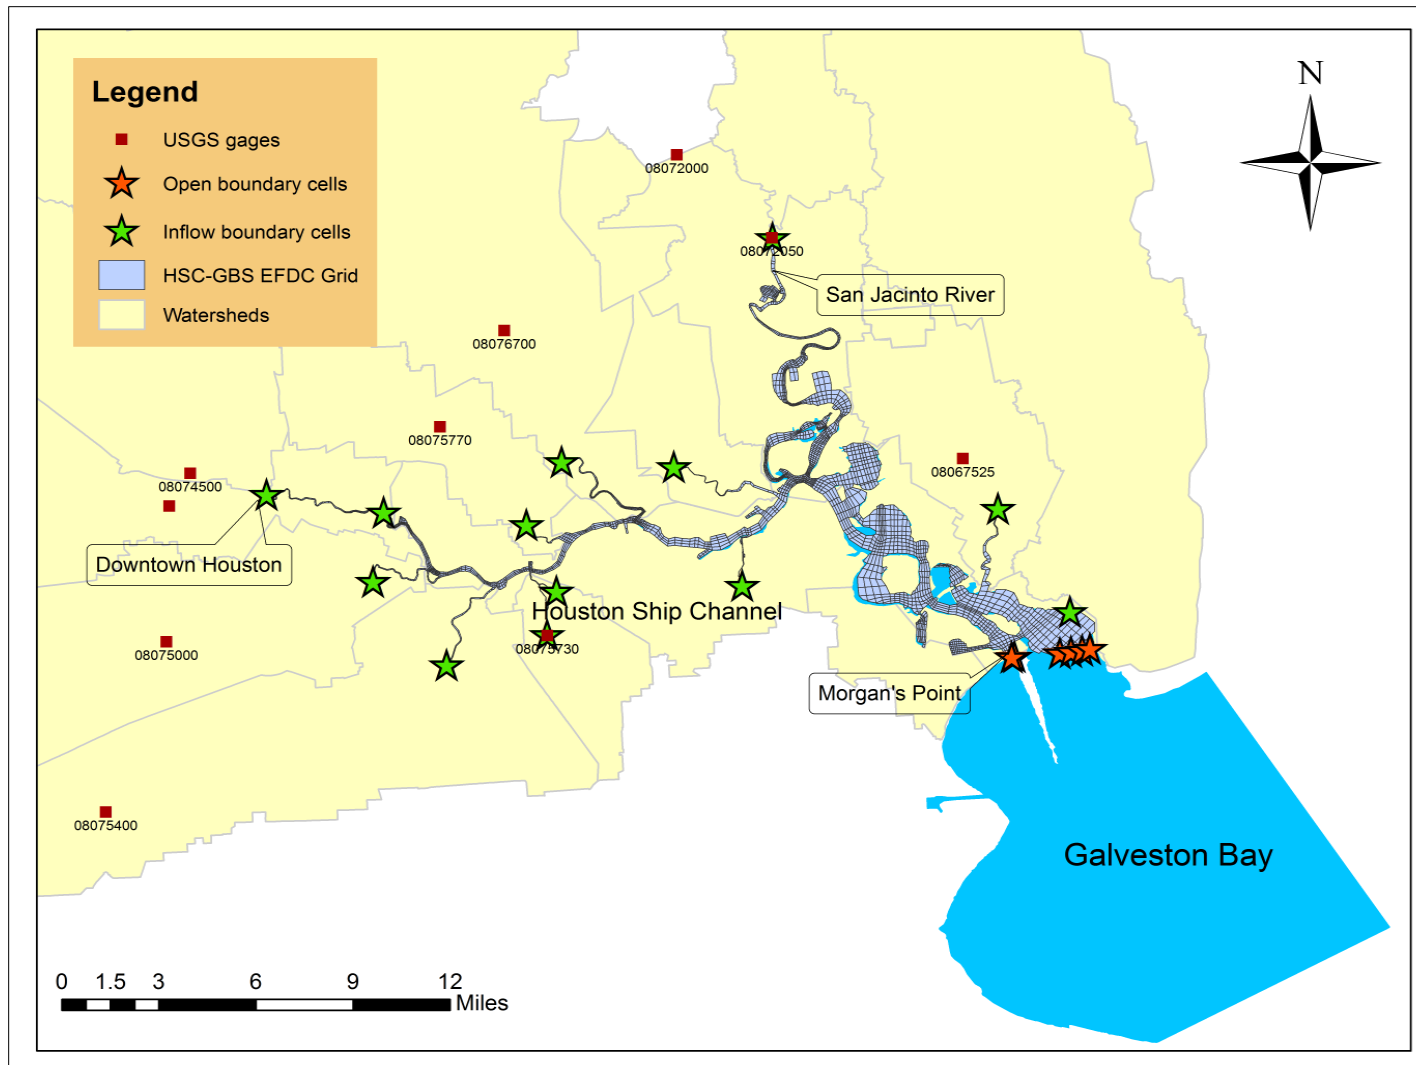 Legend
USGS gages
Open boundary cells
Inflow boundary cells
HSC-GBS EFDC Grid
Watersheds
N
08072000
08072050
San Jacinto River
08076700
08075770
08074500
08067525
Downtown Houston
Houston Ship Channel
08075000
08075730
Morgan's Point
08075400
Galveston Bay
0 1.5 3 6 9 12
Miles